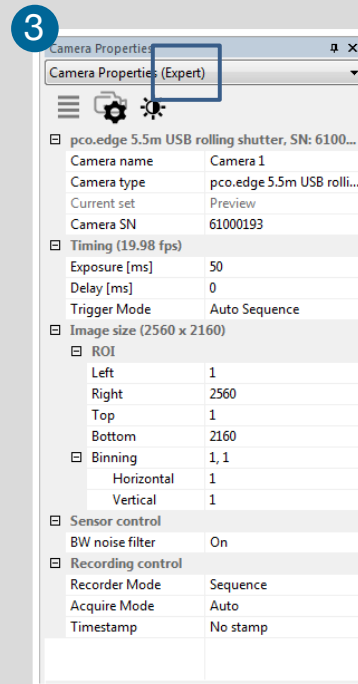 3
Camera Properties
Camera Properties (Expert)
pco.edge 5.5m USB rolling shutter, SN: 6100...
Camera name Camera 1
Camera type pco.edge 5.5m USB rolli...
Current set Preview
Camera SN 61000193
Timing (19.98 fps)
Exposure [ms] 50
Delay [ms] 0
Trigger Mode Auto Sequence
Image size (2560 x 2160)
ROI
Left 1
Right 2560
Top 1
Bottom 2160
Binning 1, 1
Horizontal 1
Vertical 1
Sensor control
BW noise filter On
Recording control
Recorder Mode Sequence
Acquire Mode Auto
Timestamp No stamp